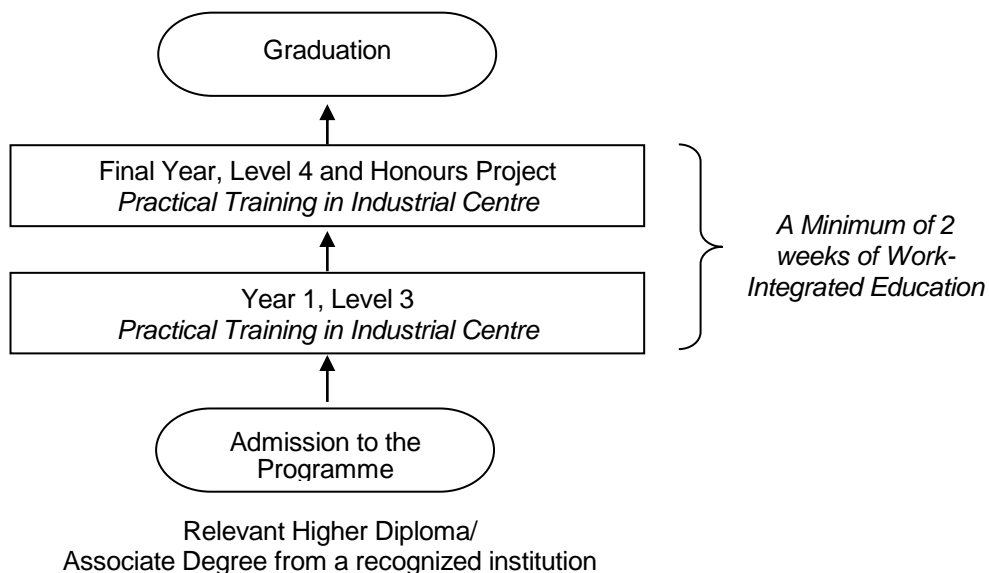 Graduation
Final Year, Level 4 and Honours Project
Practical Training in Industrial Centre
A Minimum of 2
weeks of Work-
Integrated Education
Year 1, Level 3
Practical Training in Industrial Centre
Admission to the
Programme
Relevant Higher Diploma/
Associate Degree from a recognized institution